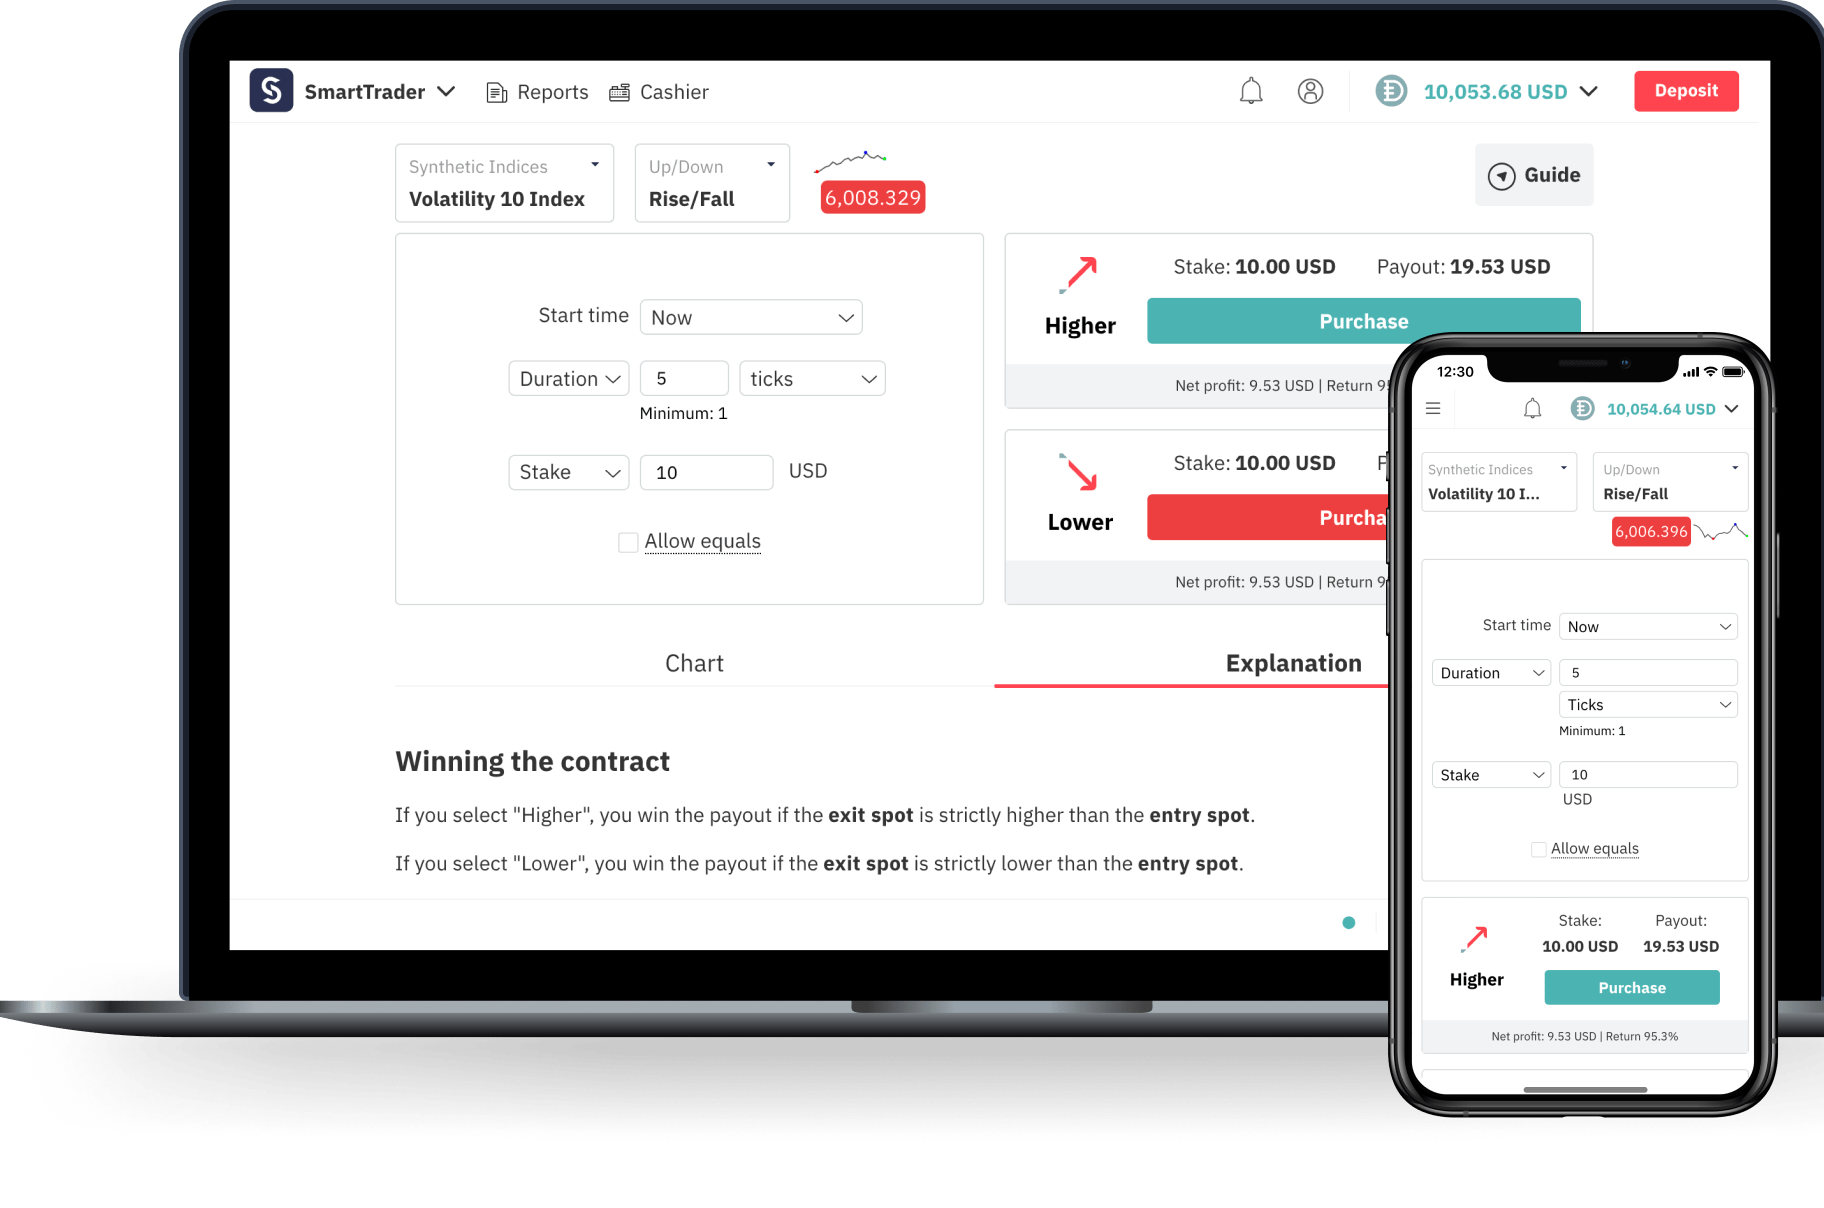 SmartTrader
Reports
Cashier
10,053.68 USD
Deposit
Synthetic Indices
Volatility 10 Index
Up/Down
Rise/Fall
6,008.329
Guide
Start time
Now
Duration
5
ticks
Minimum: 1
Stake
10
USD
Allow equals
Higher
Stake: 10.00 USD
Payout: 19.53 USD
Purchase
Net profit: 9.53 USD | Return
Lower
Stake: 10.00 USD
Net profit: 9.53 USD | Return
Chart
Explanation
Winning the contract
If you select "Higher", you win the payout if the exit spot is strictly higher than the entry spot.
If you select "Lower", you win the payout if the exit spot is strictly lower than the entry spot.
12:30
10,054.64 USD
Synthetic Indices
Volatility 10 I...
Up/Down
Rise/Fall
6,006.396
Start time
Now
Duration
5
Ticks
Minimum: 1
Stake
10
USD
Allow equals
Higher
Stake:
10.00 USD
Payout:
19.53 USD
Purchase
Net profit: 9.53 USD | Return 95.3%